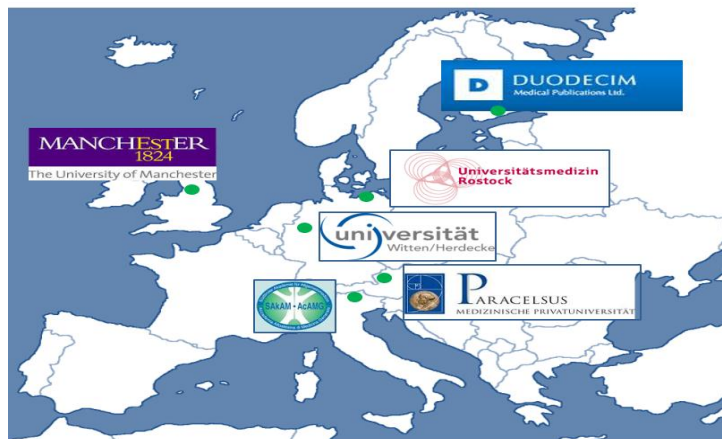 D DUODECIM
Medical Publications Ltd.
MANCHESTER
1824
The University of Manchester
Universitätsmedizin
Rostock
universität
Witten/Herdecke
SAkAM - AcAMG
PARACELSUS
MEDIZINISCHE PRIVATUNIVERSITÄT